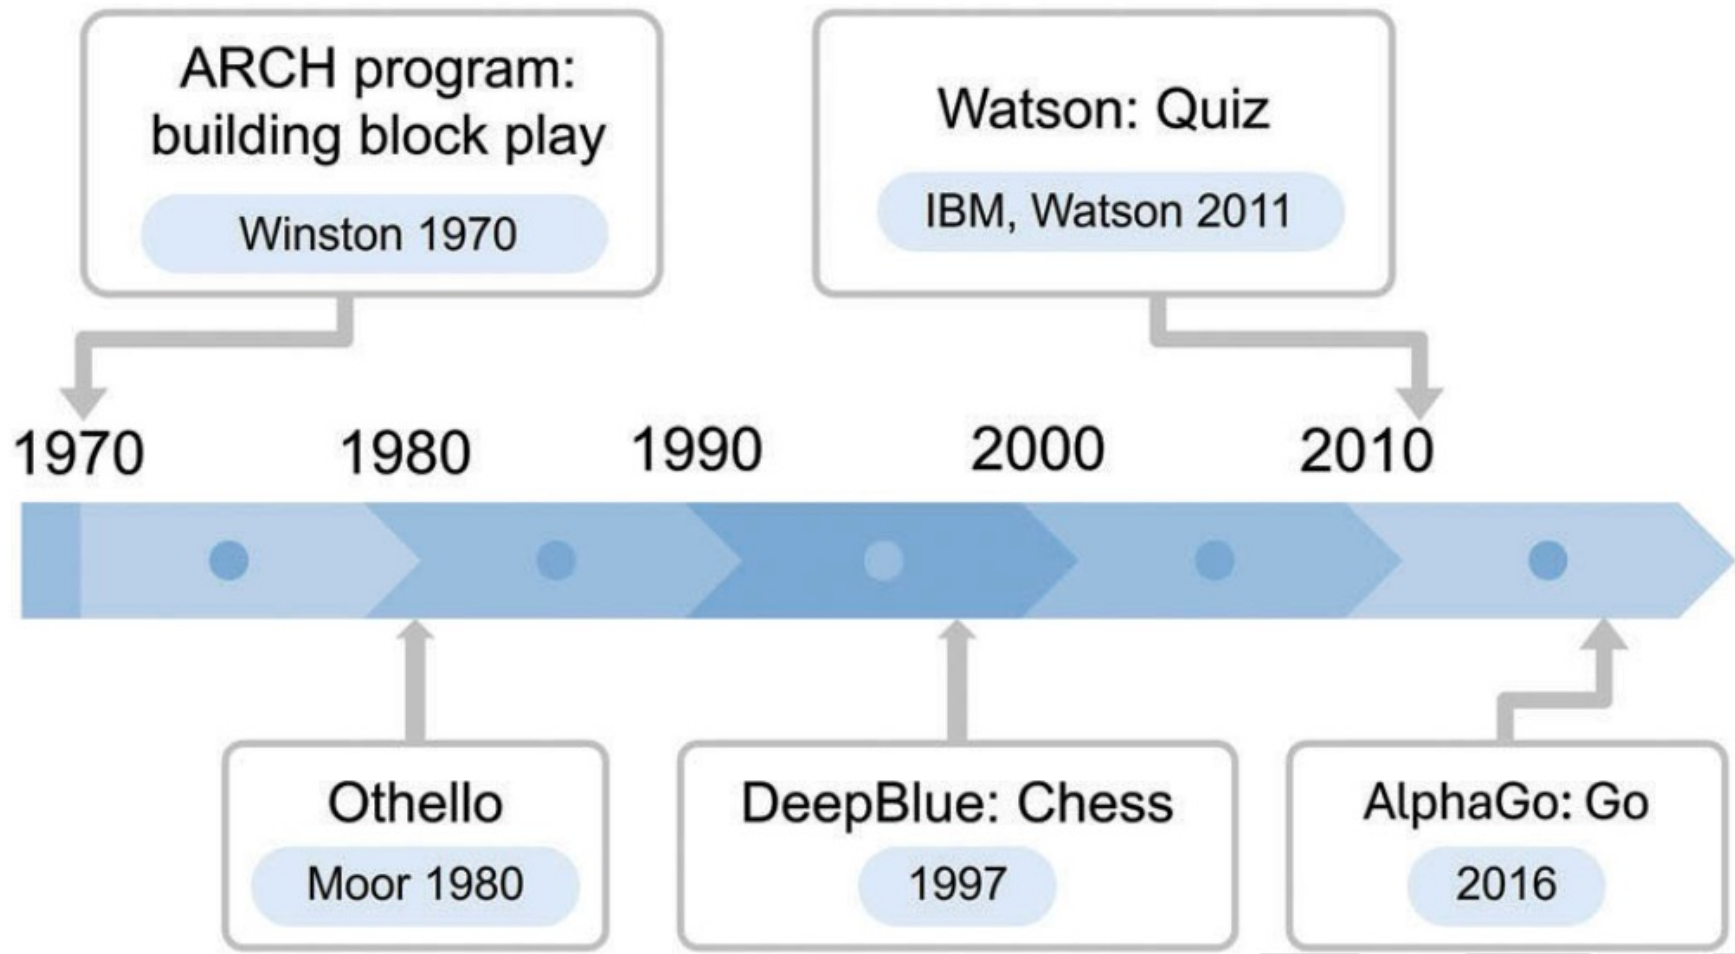 ARCH program:
building block play
Winston 1970
Watson: Quiz
IBM, Watson 2011
1970
1980
1990
2000
2010
Othello
Moor 1980
DeepBlue: Chess
1997
AlphaGo: Go
2016